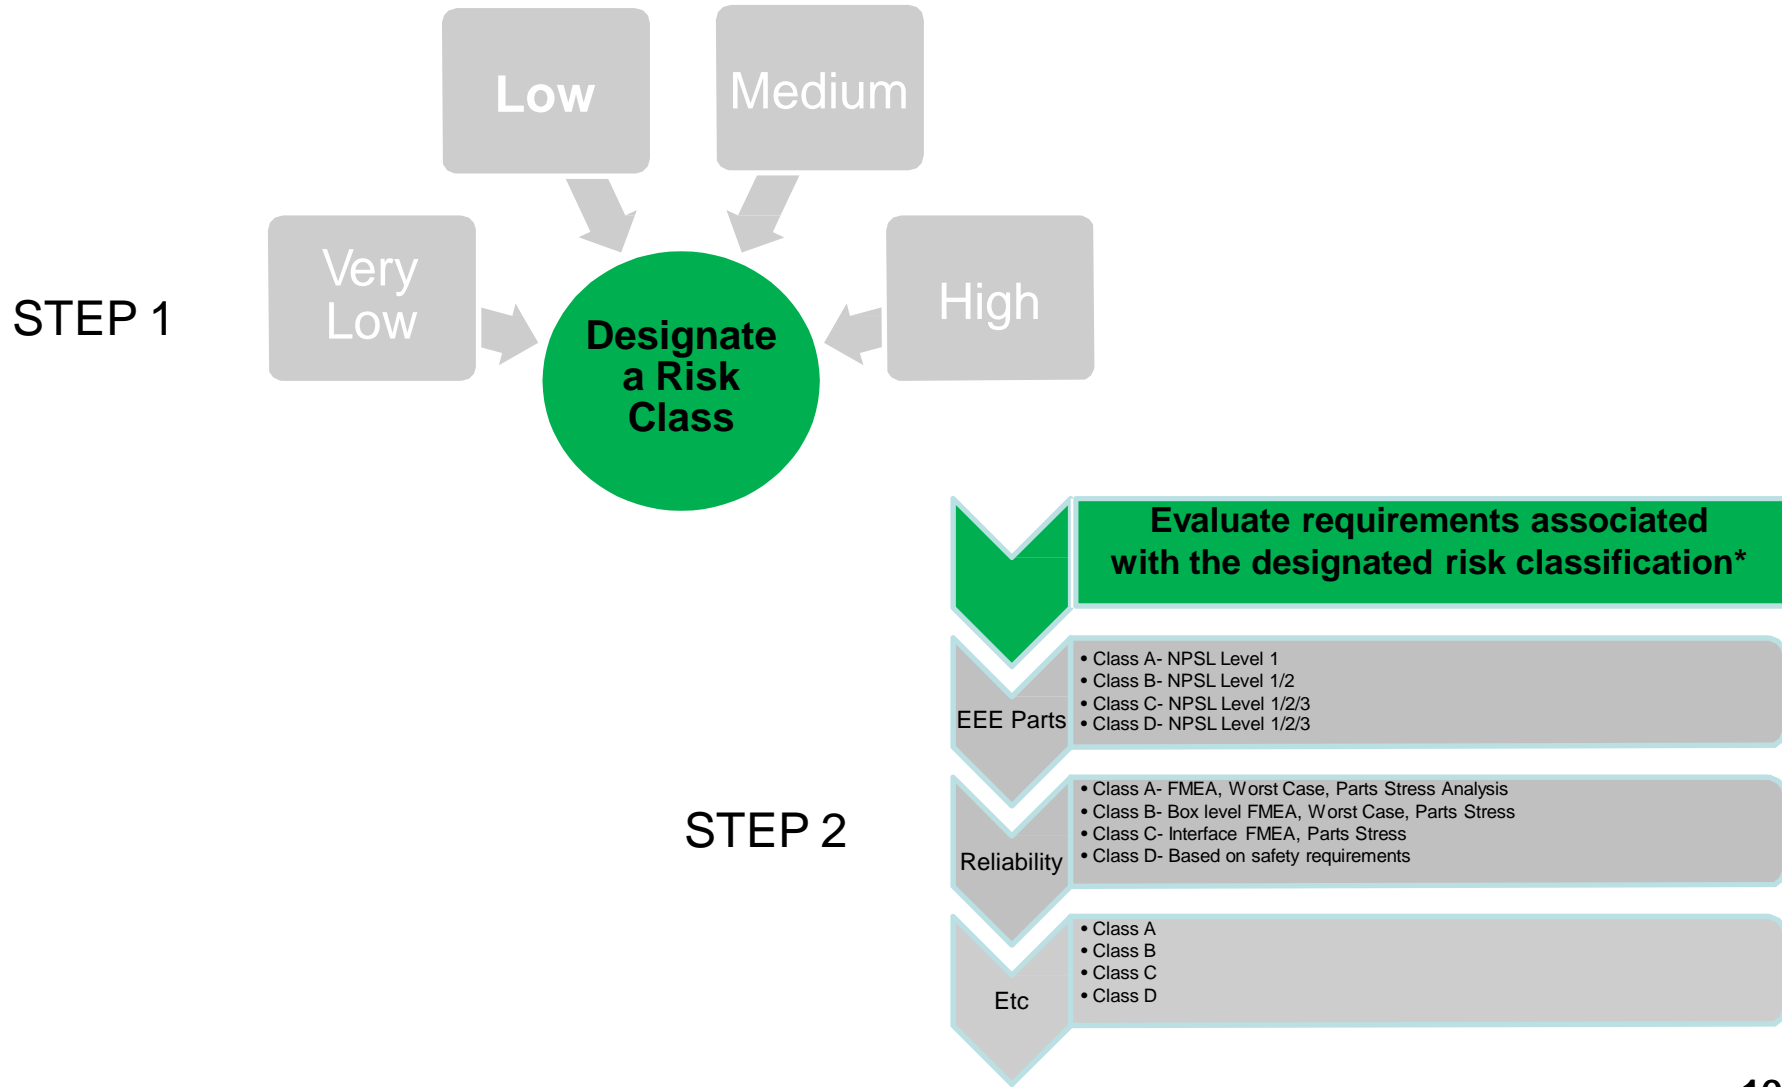 Low
Medium
Very
Low
High
STEP 1
Designate
a Risk
Class
Evaluate requirements associated
with the designated risk classification*
EEE Parts
• Class A- NPSL Level 1
• Class B- NPSL Level 1/2
• Class C- NPSL Level 1/2/3
• Class D- NPSL Level 1/2/3
STEP 2
Reliability
• Class A- FMEA, Worst Case, Parts Stress Analysis
• Class B- Box level FMEA, Worst Case, Parts Stress
• Class C- Interface FMEA, Parts Stress
• Class D- Based on safety requirements
Etc
• Class A
• Class B
• Class C
• Class D